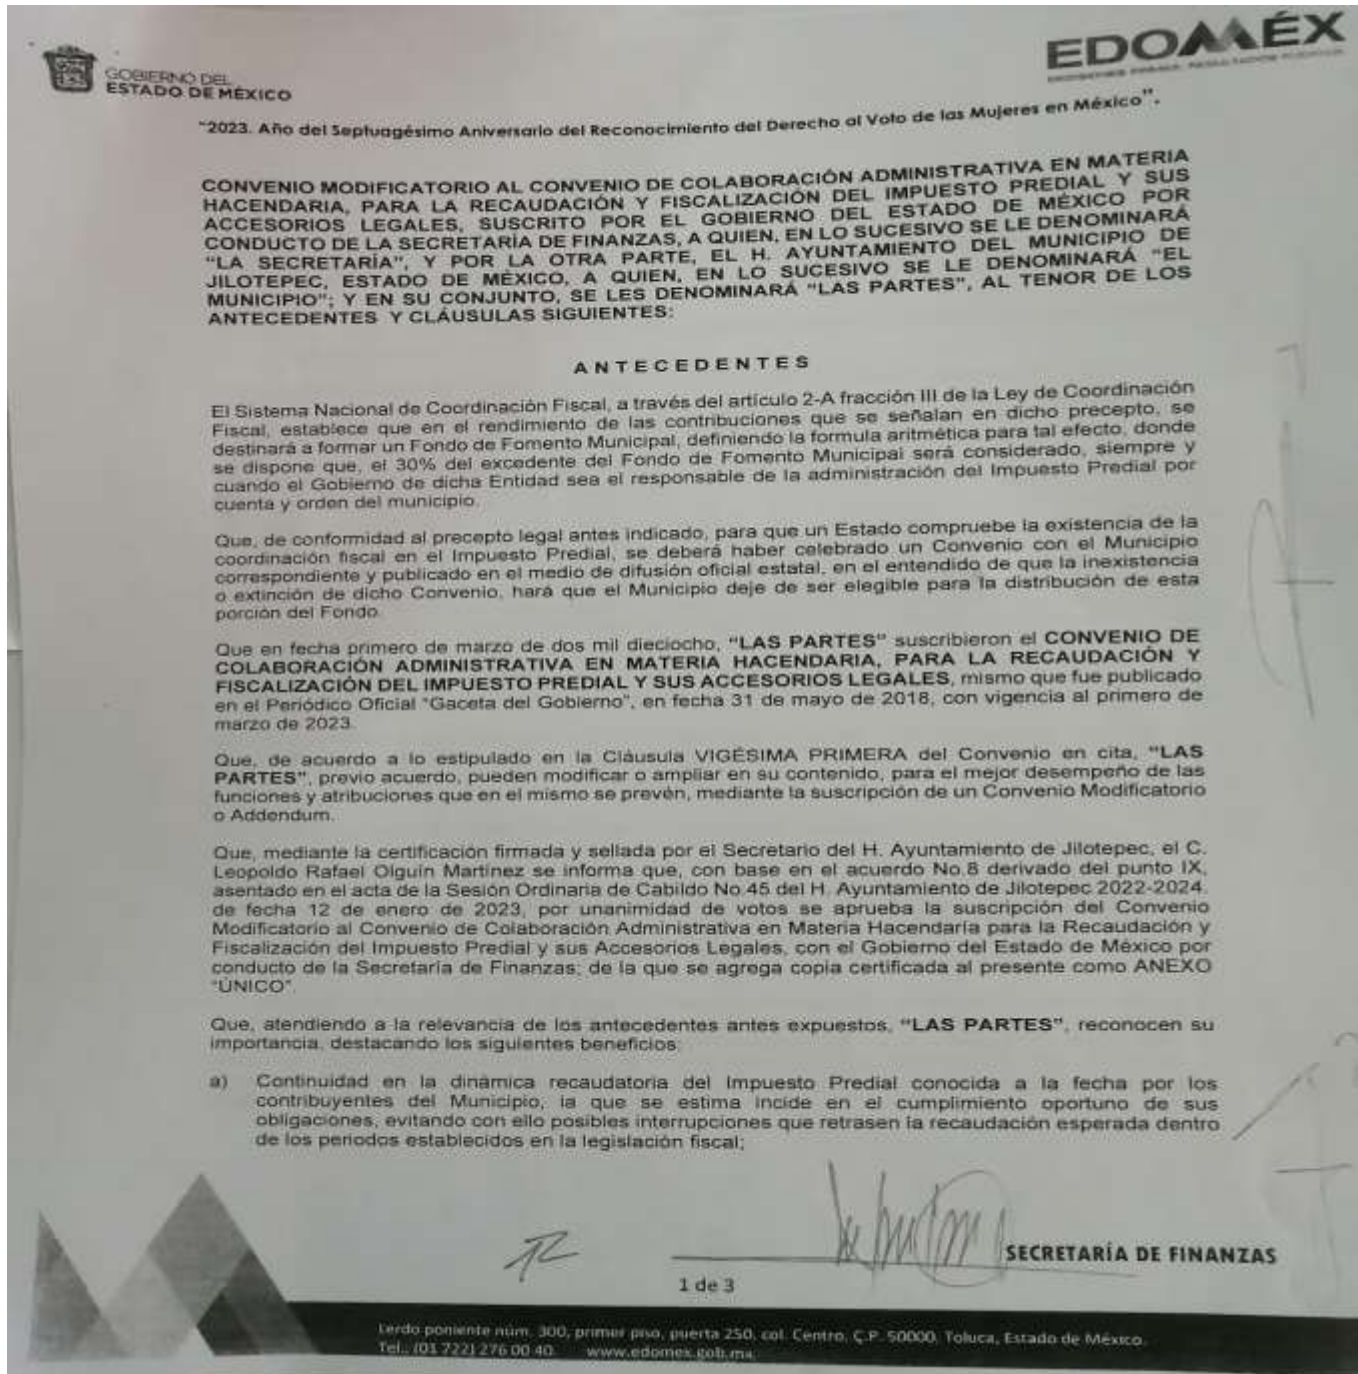 GOBIERNO DEL
ESTADO DE MÉXICO
EDOMÉX
"2023. Año del Septuagésimo Aniversario del Reconocimiento del Derecho al Voto de las Mujeres en México".
CONVENIO MODIFICATORIO AL CONVENIO DE COLABORACIÓN ADMINISTRATIVA EN MATERIA
HACENDARIA, PARA LA RECAUDACIÓN Y FISCALIZACIÓN DEL IMPUESTO PREDIAL Y SUS
ACCESORIOS LEGALES, SUSCRITO POR EL GOBIERNO DEL ESTADO DE MÉXICO POR
CONDUCTO DE LA SECRETARÍA DE FINANZAS, A QUIEN, EN LO SUCESIVO SE LE DENOMINARÁ
"LA SECRETARÍA", Y POR LA OTRA PARTE, EL H. AYUNTAMIENTO DEL MUNICIPIO DE
JILOTEPEC, ESTADO DE MÉXICO, A QUIEN, EN LO SUCESIVO SE LE DENOMINARÁ "EL
MUNICIPIO"; Y EN SU CONJUNTO, SE LES DENOMINARÁ "LAS PARTES", AL TENOR DE LOS
ANTECEDENTES Y CLÁUSULAS SIGUIENTES:
ANTECEDENTES
El Sistema Nacional de Coordinación Fiscal, a través del artículo 2-A fracción III de la Ley de Coordinación
Fiscal, establece que en el rendimiento de las contribuciones que se señalan en dicho precepto, se
destinará a formar un Fondo de Fomento Municipal, definiendo la formula aritmética para tal efecto, donde
se dispone que, el 30% del excedente del Fondo de Fomento Municipal será considerado, siempre y
cuando el Gobierno de dicha Entidad sea el responsable de la administración del Impuesto Predial por
cuenta y orden del municipio.
Que, de conformidad al precepto legal antes indicado, para que un Estado compruebe la existencia de la
coordinación fiscal en el Impuesto Predial, se deberá haber celebrado un Convenio con el Municipio
correspondiente y publicado en el medio de difusión oficial estatal, en el entendido de que la inexistencia
o extinción de dicho Convenio, hará que el Municipio deje de ser elegible para la distribución de esta
porción del Fondo.
Que en fecha primero de marzo de dos mil dieciocho, "LAS PARTES" suscribieron el CONVENIO DE
COLABORACIÓN ADMINISTRATIVA EN MATERIA HACENDARIA, PARA LA RECAUDACIÓN Y
FISCALIZACIÓN DEL IMPUESTO PREDIAL Y SUS ACCESORIOS LEGALES, mismo que fue publicado
en el Periódico Oficial "Gaceta del Gobierno", en fecha 31 de mayo de 2018, con vigencia al primero de
marzo de 2023.
Que, de acuerdo a lo estipulado en la Cláusula VIGÉSIMA PRIMERA del Convenio en cita, "LAS
PARTES", previo acuerdo, pueden modificar o ampliar en su contenido, para el mejor desempeño de las
funciones y atribuciones que en el mismo se prevén, mediante la suscripción de un Convenio Modificatorio
o Addendum.
Que, mediante la certificación firmada y sellada por el Secretario del H. Ayuntamiento de Jilotepec, el C.
Leopoldo Rafael Olguín Martínez se informa que, con base en el acuerdo No.8 derivado del punto IX,
asentado en el acta de la Sesión Ordinaria de Cabildo No.45 del H. Ayuntamiento de Jilotepec 2022-2024.
de fecha 12 de enero de 2023, por unanimidad de votos se aprueba la suscripción del Convenio
Modificatorio al Convenio de Colaboración Administrativa en Materia Hacendaría para la Recaudación y
Fiscalización del Impuesto Predial y sus Accesorios Legales, con el Gobierno del Estado de México por
conducto de la Secretaría de Finanzas; de la que se agrega copia certificada al presente como ANEXO
"ÚNICO".
Que, atendiendo a la relevancia de los antecedentes antes expuestos, "LAS PARTES", reconocen su
importancia, destacando los siguientes beneficios:
a) Continuidad en la dinámica recaudatoria del Impuesto Predial conocida a la fecha por los
contribuyentes del Municipio, la que se estima incide en el cumplimiento oportuno de sus
obligaciones, evitando con ello posibles interrupciones que retrasen la recaudación esperada dentro
de los periodos establecidos en la legislación fiscal;
SECRETARÍA DE FINANZAS
1 de 3
Lerdo poniente núm. 300, primer piso, puerta 250, col. Centro, C.P. 50000, Toluca, Estado de México.
Tel.: (01 722) 276 00 40. www.edomex.gob.mx